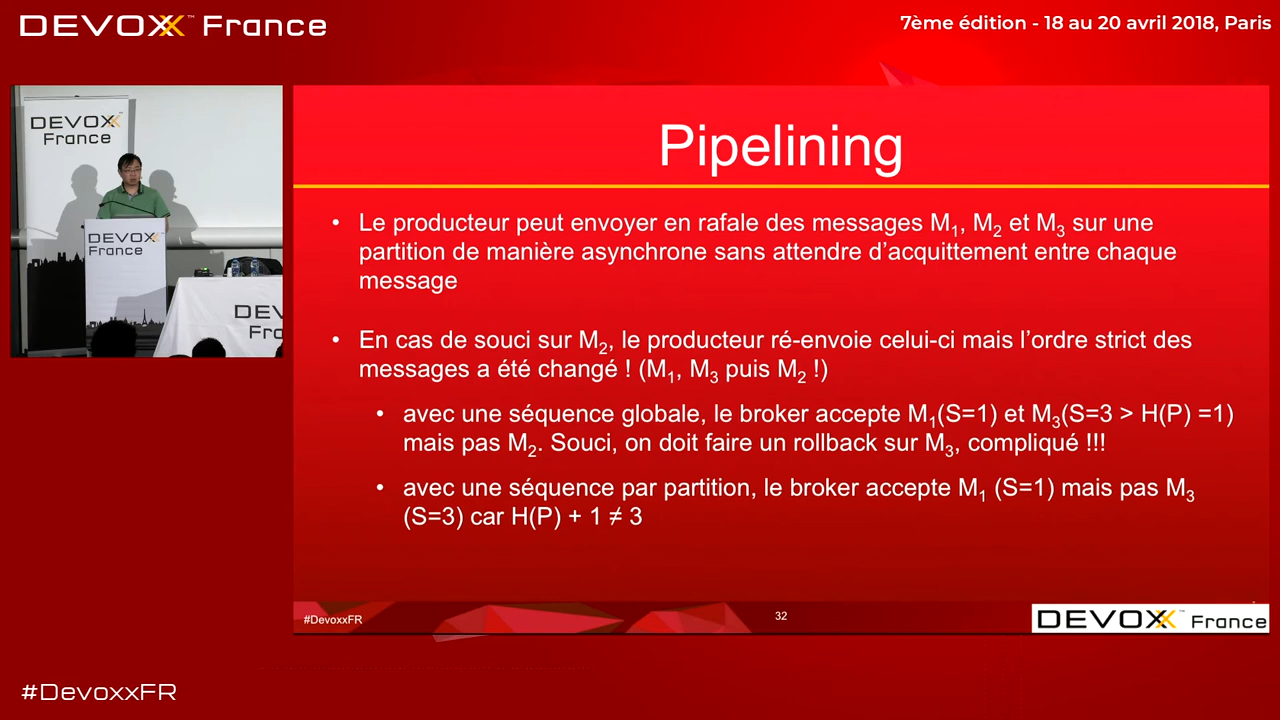 DEVOXX™ France
7ème édition - 18 au 20 avril 2018, Paris
DEVOXX
France
DEVOXX
France
DEV
Fra
Pipelining
• Le producteur peut envoyer en rafale des messages M1, M2 et M3 sur une
partition de manière asynchrone sans attendre d'acquittement entre chaque
message
• En cas de souci sur M2, le producteur ré-envoie celui-ci mais l'ordre strict des
messages a été changé ! (M1, M3 puis M2 !)
• avec une séquence globale, le broker accepte M1(S=1) et M3(S=3 > H(P) =1)
mais pas M2. Souci, on doit faire un rollback sur M3, compliqué !!!
• avec une séquence par partition, le broker accepte M1 (S=1) mais pas M3
(S=3) car H(P) + 1 ≠ 3
#DevoxxFR
32
DEVOXX™ France
#DevoxxFR